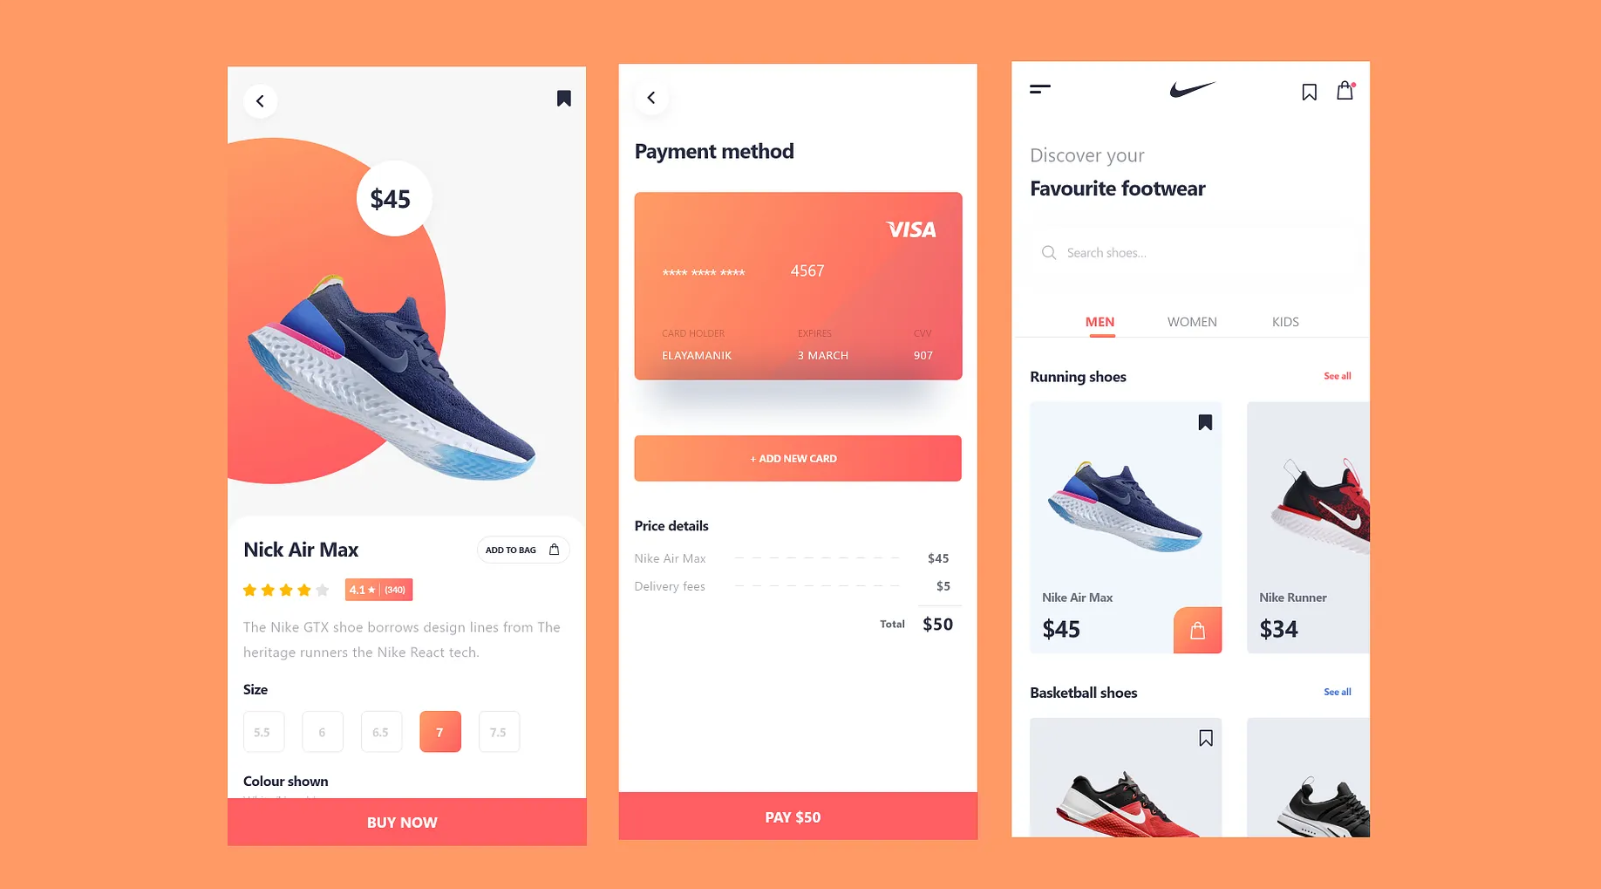 $45
Nick Air Max
ADD TO BAG
4.1 ★ | (340)
The Nike GTX shoe borrows design lines from The
heritage runners the Nike React tech.
Size
5.5 6 6.5 7 7.5
Colour shown
BUY NOW
Payment method
VISA
**** **** **** 4567
CARD HOLDER EXPIRES CVV
ELAYAMANIK 3 MARCH 907
+ ADD NEW CARD
Price details
Nike Air Max $45
Delivery fees $5
Total $50
PAY $50
Discover your
Favourite footwear
Search shoes...
MEN WOMEN KIDS
Running shoes See all
Nike Air Max
$45
Nike Runner
$34
Basketball shoes See all